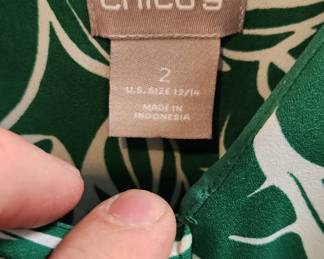 chico's
2
U.S. SIZE 12/14
MADE IN
INDONESIA